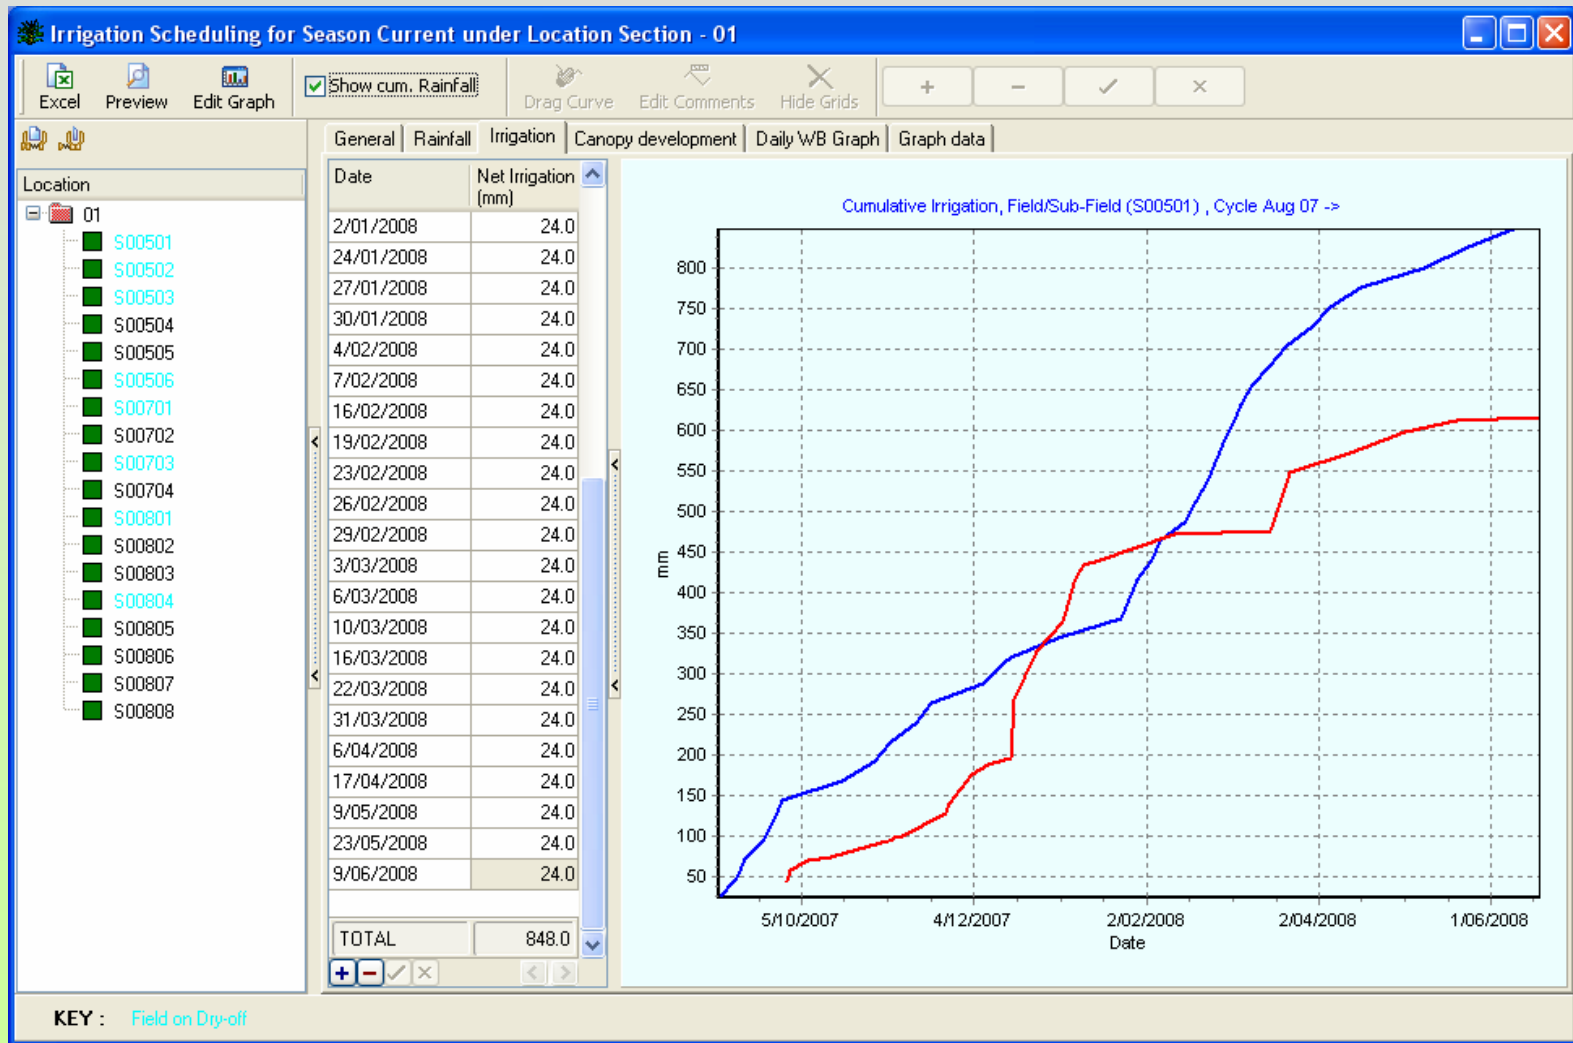 Irrigation Scheduling for Season Current under Location Section - 01
Excel Preview Edit Graph Show cum. Rainfall Drag Curve Edit Comments Hide Grids
General Rainfall Irrigation Canopy development Daily WB Graph Graph data
Location
01
S00501
S00502
S00503
S00504
S00505
S00506
S00701
S00702
S00703
S00704
S00801
S00802
S00803
S00804
S00805
S00806
S00807
S00808
Date Net Irrigation
(mm)
2/01/2008 24.0
24/01/2008 24.0
27/01/2008 24.0
30/01/2008 24.0
4/02/2008 24.0
7/02/2008 24.0
16/02/2008 24.0
19/02/2008 24.0
23/02/2008 24.0
26/02/2008 24.0
29/02/2008 24.0
3/03/2008 24.0
6/03/2008 24.0
10/03/2008 24.0
16/03/2008 24.0
22/03/2008 24.0
31/03/2008 24.0
6/04/2008 24.0
17/04/2008 24.0
9/05/2008 24.0
23/05/2008 24.0
9/06/2008 24.0
TOTAL 848.0
Cumulative Irrigation, Field/Sub-Field (S00501) , Cycle Aug 07 ->
800
750
700
650
600
550
500
450
400
350
300
250
200
150
100
50
mm
5/10/2007 4/12/2007 2/02/2008 2/04/2008 1/06/2008
Date
KEY : Field on Dry-off